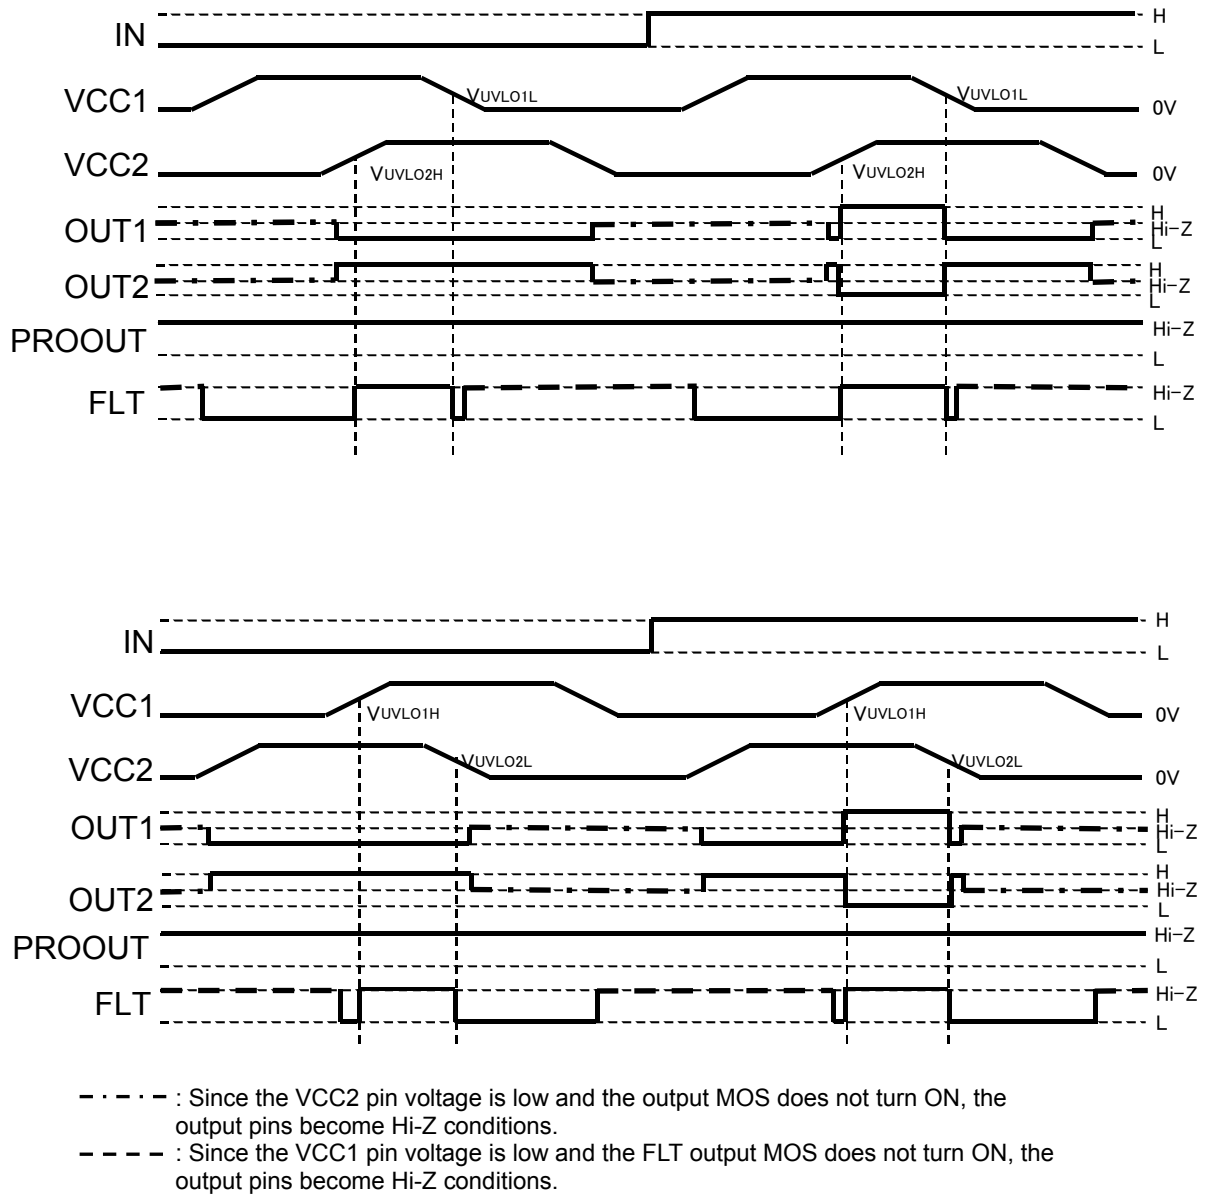 H
IN
L
VCC1
VUVLO1L
VUVLO1L
0V
VCC2
VUVLO2H
VUVLO2H
0V
OUT1
H
Hi-Z
L
OUT2
H
Hi-Z
L
PROOUT
Hi-Z
L
FLT
Hi-Z
L
H
IN
L
VCC1
VUVLO1H
VUVLO1H
0V
VCC2
VUVLO2L
VUVLO2L
0V
OUT1
H
Hi-Z
L
OUT2
H
Hi-Z
L
PROOUT
Hi-Z
L
FLT
Hi-Z
L
: Since the VCC2 pin voltage is low and the output MOS does not turn ON, the
output pins become Hi-Z conditions.
: Since the VCC1 pin voltage is low and the FLT output MOS does not turn ON, the
output pins become Hi-Z conditions.